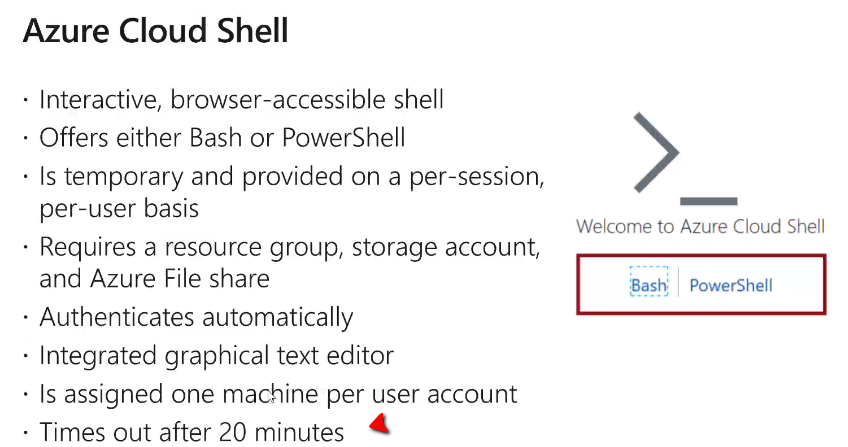 Azure Cloud Shell
· Interactive, browser-accessible shell
· Offers either Bash or PowerShell
· Is temporary and provided on a per-session,
per-user basis
· Requires a resource group, storage account,
and Azure File share
· Authenticates automatically
· Integrated graphical text editor
· Is assigned one machine per user account
· Times out after 20 minutes
>_
Welcome to Azure Cloud Shell
Bash | PowerShell